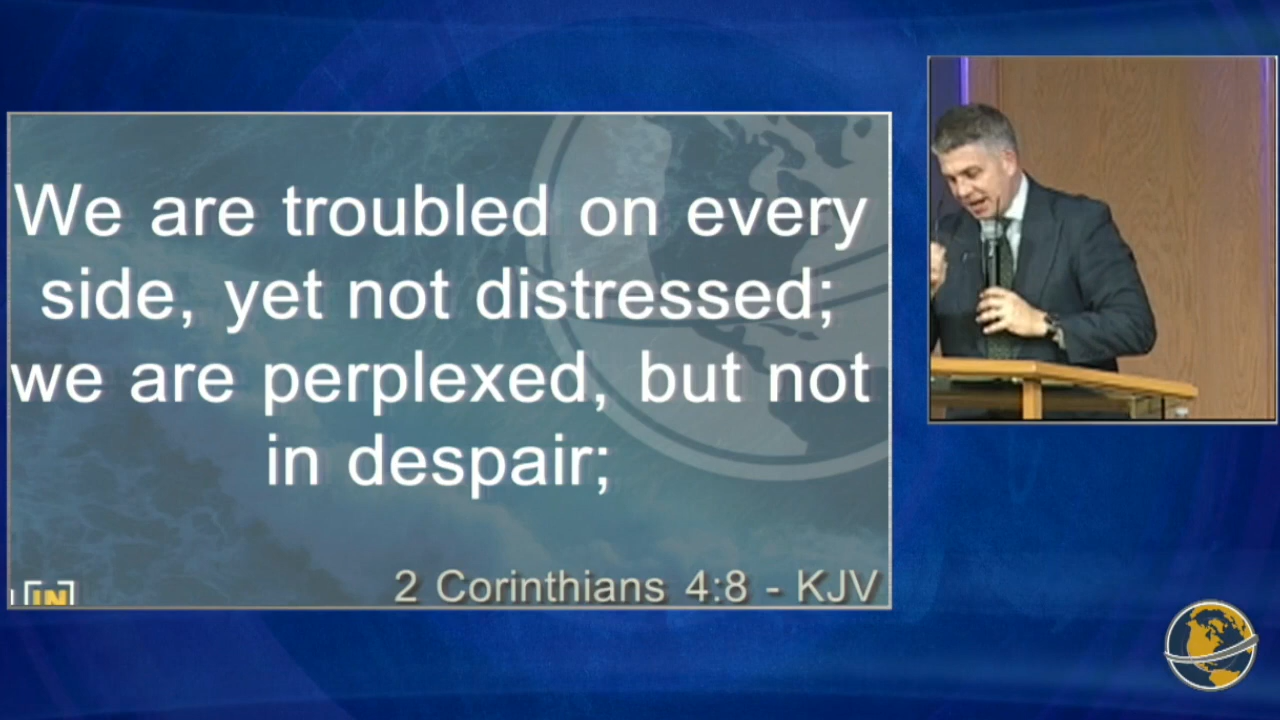 We are troubled on every
side, yet not distressed;
we are perplexed, but not
in despair;
2 Corinthians 4:8 - KJV
[IN]